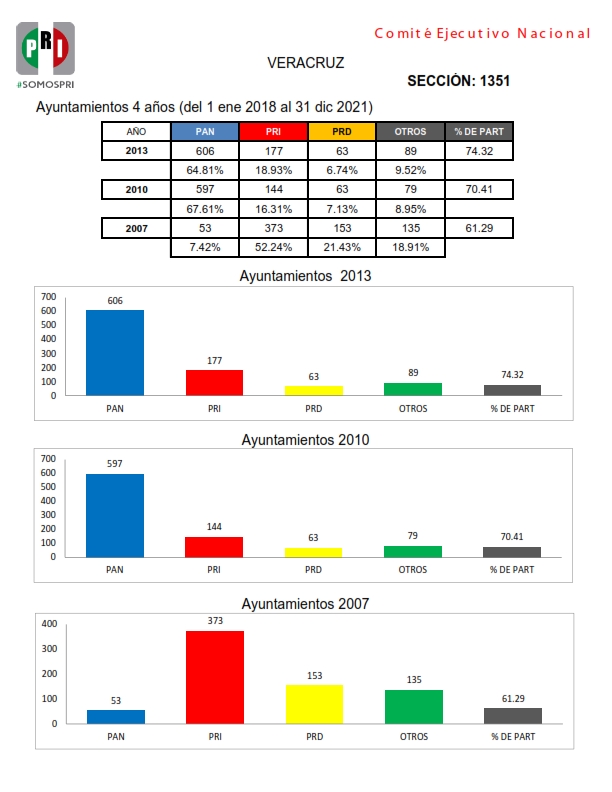 Comité Ejecutivo Nacional
PRI
#SOMOSPRI
VERACRUZ
SECCIÓN: 1351
Ayuntamientos 4 años (del 1 ene 2018 al 31 dic 2021)
AÑO PAN PRI PRD OTROS % DE PART
2013 606 177 63 89 74.32
64.81% 18.93% 6.74% 9.52%
2010 597 144 63 79 70.41
67.61% 16.31% 7.13% 8.95%
2007 53 373 153 135 61.29
7.42% 52.24% 21.43% 18.91%
Ayuntamientos 2013
700
600
500
400
300
200
100
0
606
177
63
89
74.32
PAN PRI PRD OTROS % DE PART
Ayuntamientos 2010
700
600
500
400
300
200
100
0
597
144
63
79
70.41
PAN PRI PRD OTROS % DE PART
Ayuntamientos 2007
400
300
200
100
0
53
373
153
135
61.29
PAN PRI PRD OTROS % DE PART